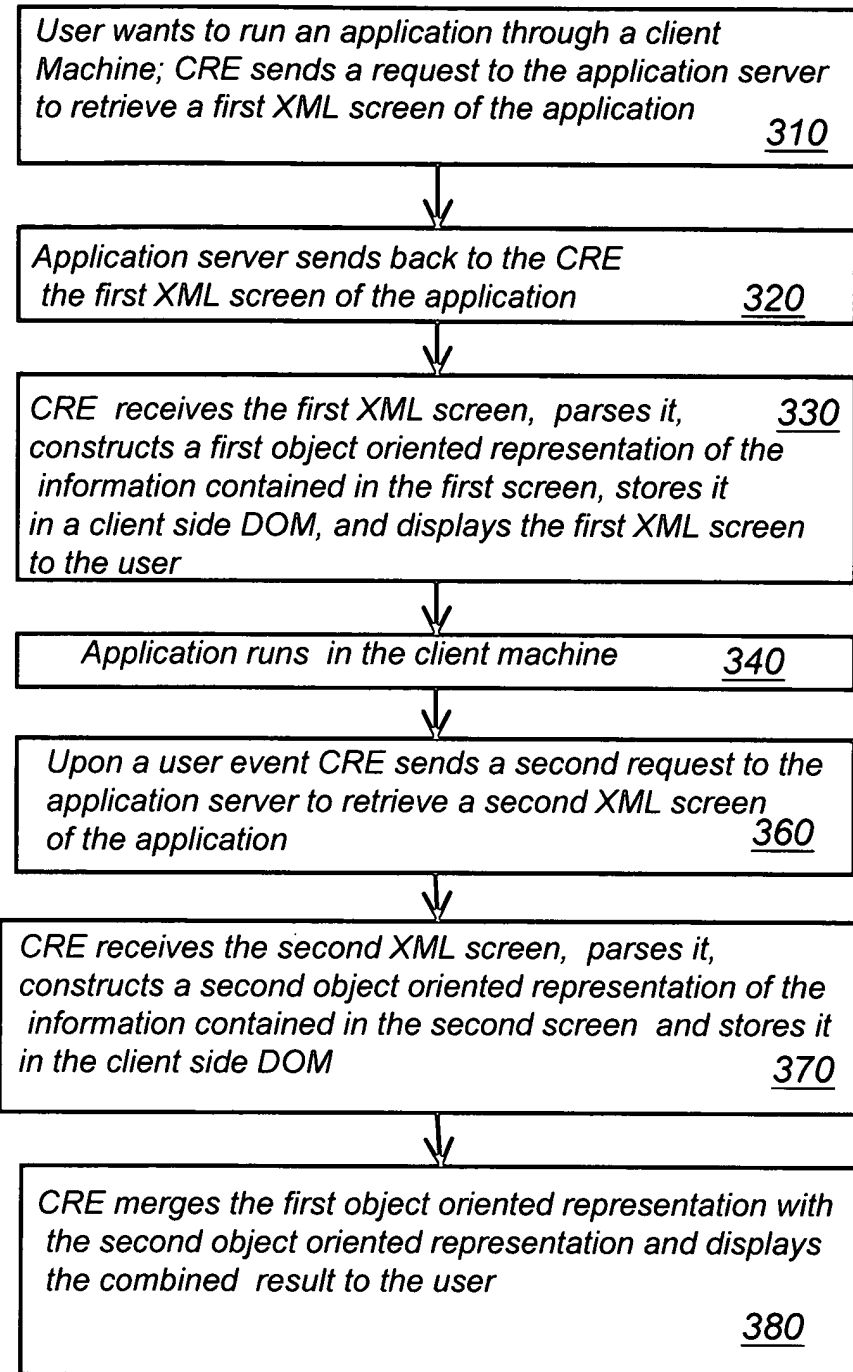 User wants to run an application through a client
Machine; CRE sends a request to the application server
to retrieve a first XML screen of the application
310
Application server sends back to the CRE
the first XML screen of the application
320
CRE receives the first XML screen, parses it, 330
constructs a first object oriented representation of the
information contained in the first screen, stores it
in a client side DOM, and displays the first XML screen
to the user
Application runs in the client machine 340
Upon a user event CRE sends a second request to the
application server to retrieve a second XML screen
of the application 360
CRE receives the second XML screen, parses it,
constructs a second object oriented representation of the
information contained in the second screen and stores it
in the client side DOM 370
CRE merges the first object oriented representation with
the second object oriented representation and displays
the combined result to the user
380